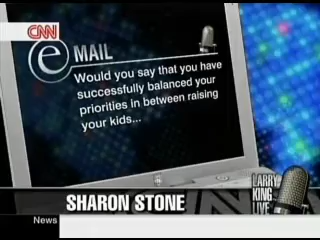 CNN
e MAIL
Would you say that you have
successfully balanced your
priorities in between raising
your kids...
SHARON STONE
LARRY
KING
LIVE
News